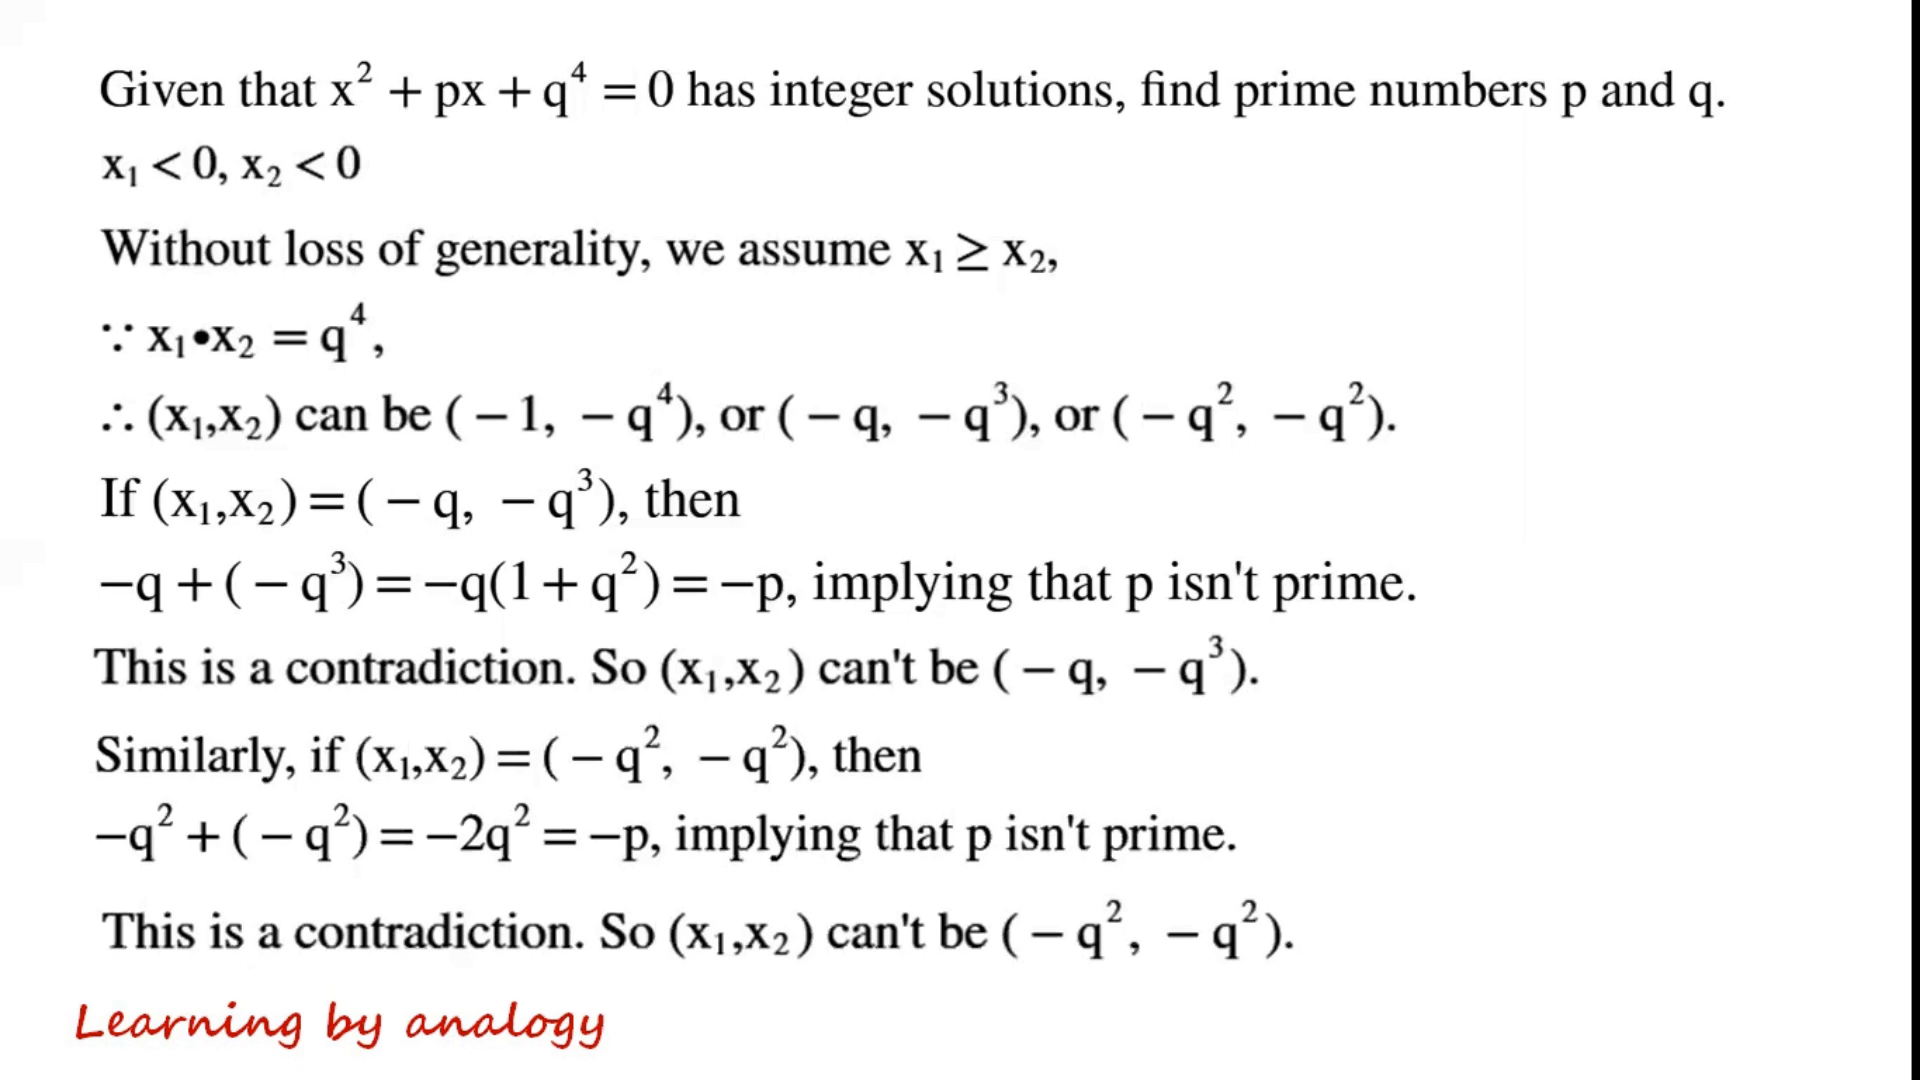 Given that x² + px + q⁴ = 0 has integer solutions, find prime numbers p and q.
x₁ < 0, x₂ < 0
Without loss of generality, we assume x₁ ≥ x₂,
∵ x₁•x₂ = q⁴,
∴ (x₁,x₂) can be ( − 1, − q⁴), or ( − q, − q³), or ( − q², − q²).
If (x₁,x₂) = ( − q, − q³), then
−q + ( − q³) = −q(1 + q²) = −p, implying that p isn't prime.
This is a contradiction. So (x₁,x₂) can't be ( − q, − q³).
Similarly, if (x₁,x₂) = ( − q², − q²), then
−q² + ( − q²) = −2q² = −p, implying that p isn't prime.
This is a contradiction. So (x₁,x₂) can't be ( − q², − q²).
Learning by analogy